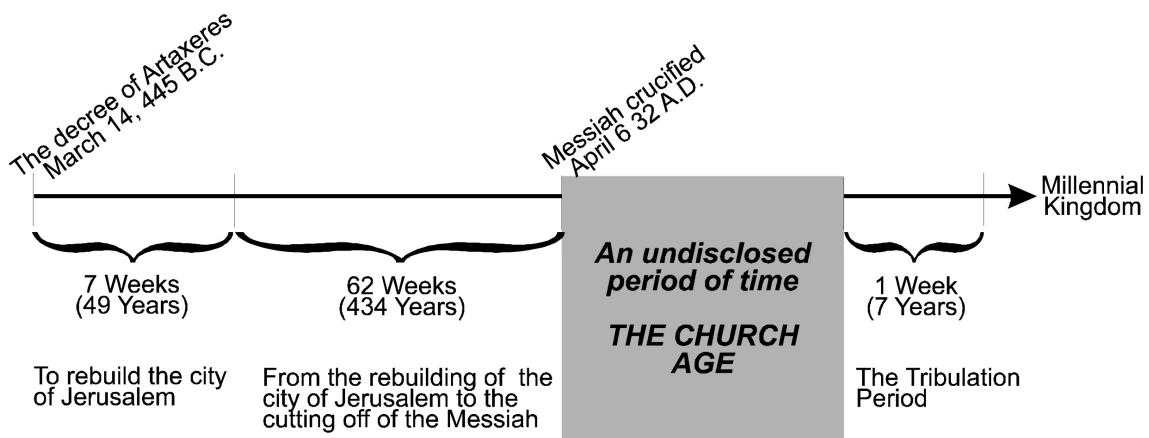 The decree of Artaxeres
March 14, 445 B.C.
Messiah crucified
April 6 32 A.D.
Millennial
Kingdom
7 Weeks
(49 Years)
62 Weeks
(434 Years)
An undisclosed
period of time
THE CHURCH
AGE
1 Week
(7 Years)
To rebuild the city
of Jerusalem
From the rebuilding of the
city of Jerusalem to the
cutting off of the Messiah
The Tribulation
Period